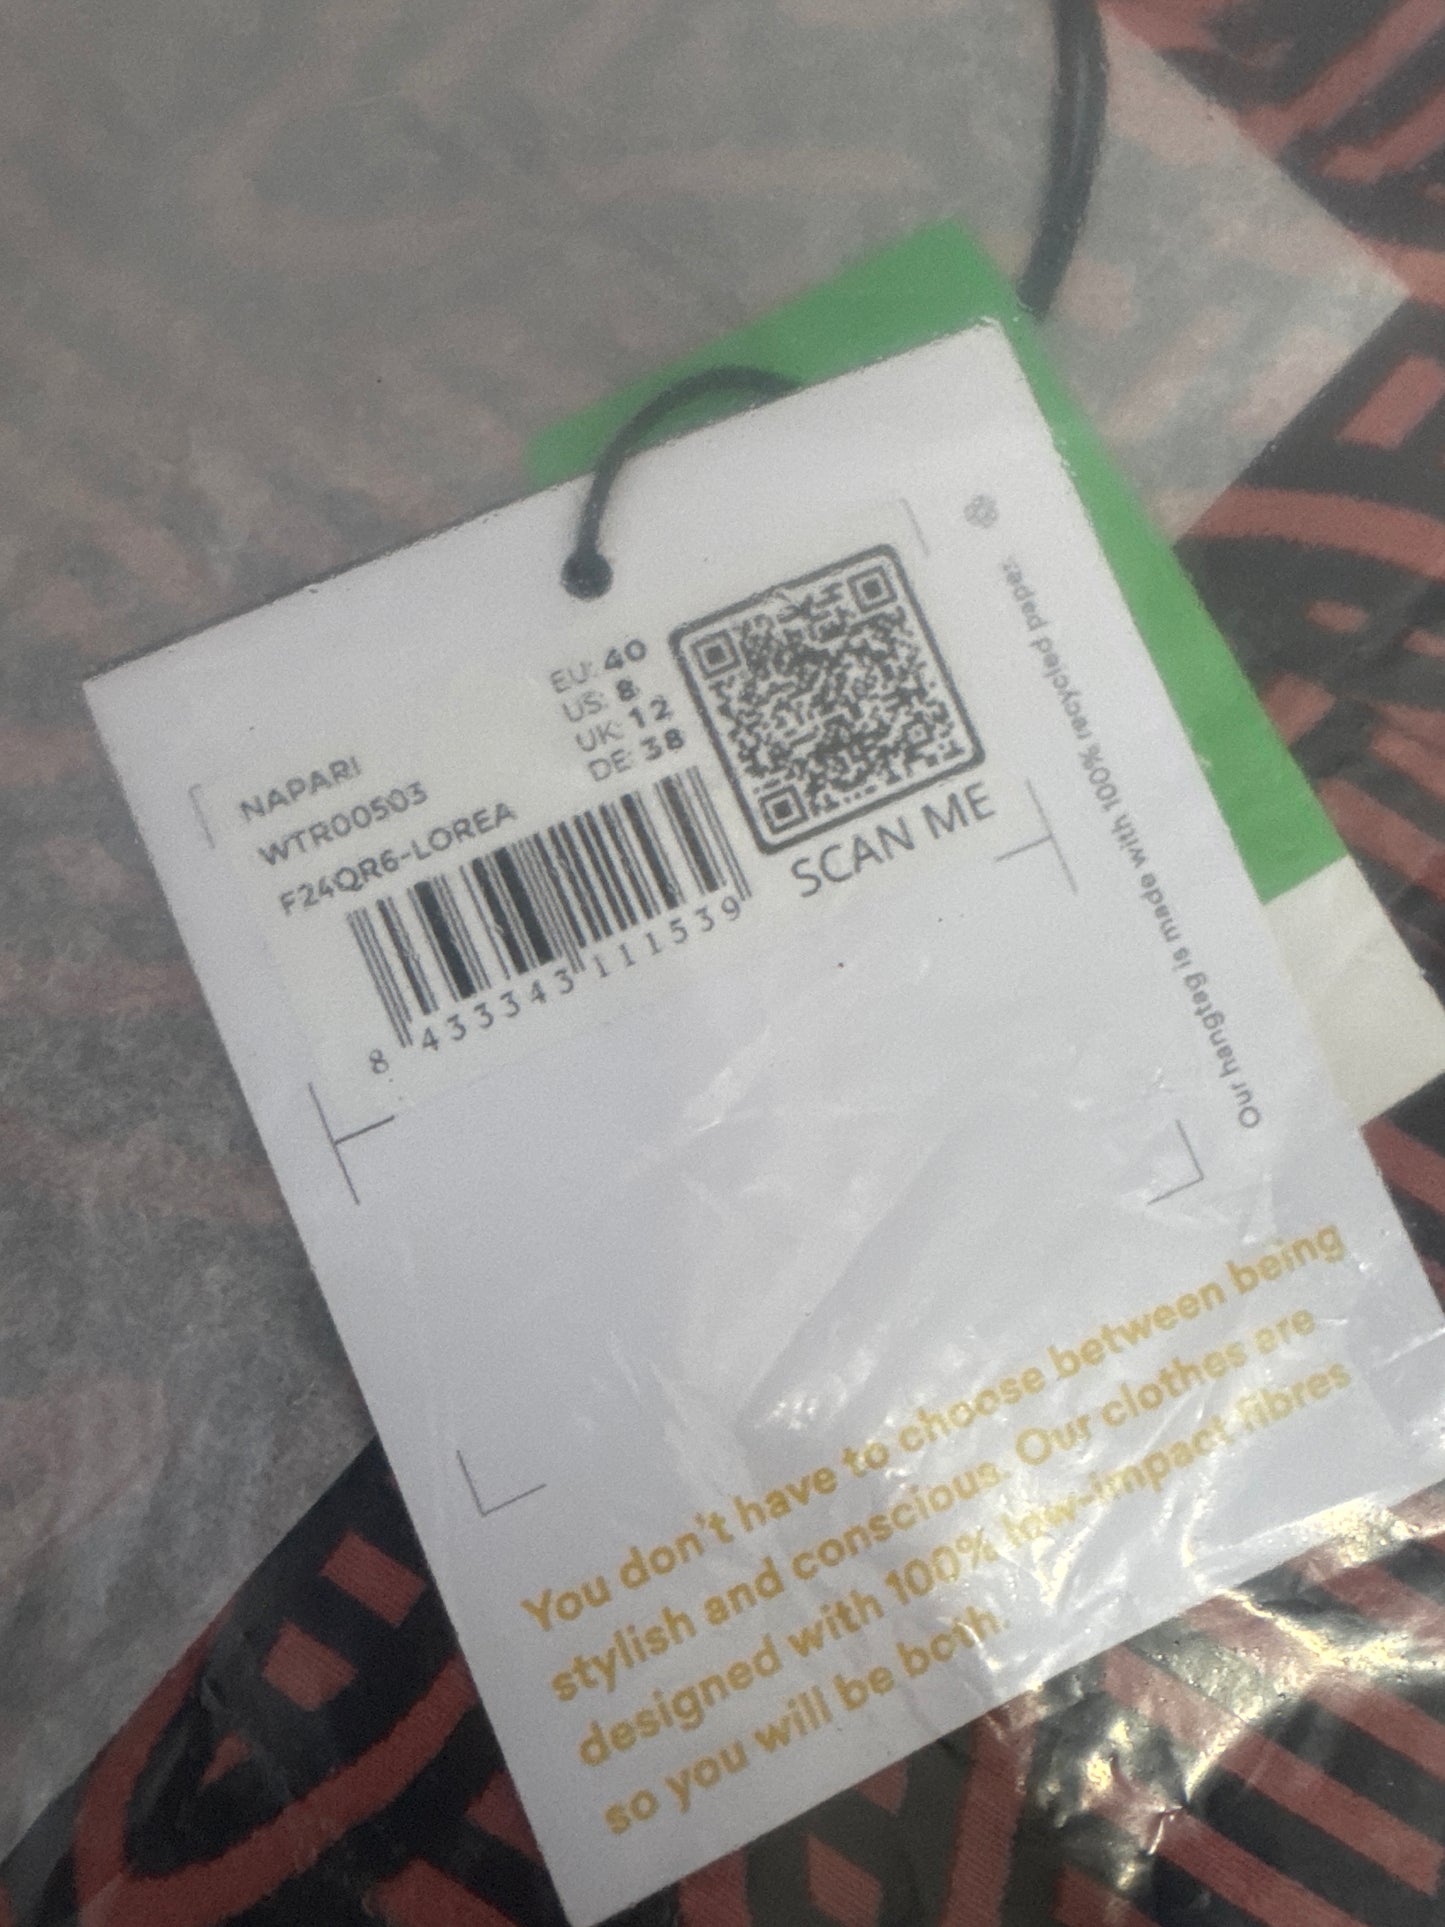 EU: 40
US: 8
UK: 12
DE: 38
NAPARI
WTR00503
F24QR6-LOREA
8 433343 111539
SCAN ME
Our hangtag is made with 100% recycled paper.
You don't have to choose between being
stylish and conscious. Our clothes are
designed with 100% low-impact fibres
so you will be both.